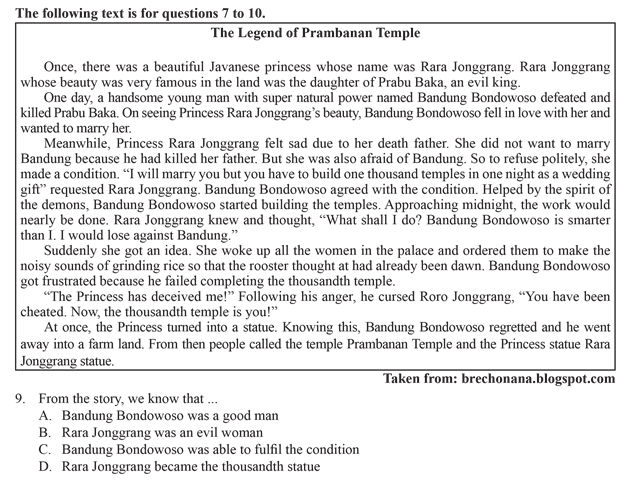 The following text is for questions 7 to 10.
The Legend of Prambanan Temple
Once, there was a beautiful Javanese princess whose name was Rara Jonggrang. Rara Jonggrang
whose beauty was very famous in the land was the daughter of Prabu Baka, an evil king.
One day, a handsome young man with super natural power named Bandung Bondowoso defeated and
killed Prabu Baka. On seeing Princess Rara Jonggrang's beauty, Bandung Bondowoso fell in love with her and
wanted to marry her.
Meanwhile, Princess Rara Jonggrang felt sad due to her death father. She did not want to marry
Bandung because he had killed her father. But she was also afraid of Bandung. So to refuse politely, she
made a condition. “I will marry you but you have to build one thousand temples in one night as a wedding
gift” requested Rara Jonggrang. Bandung Bondowoso agreed with the condition. Helped by the spirit of
the demons, Bandung Bondowoso started building the temples. Approaching midnight, the work would
nearly be done. Rara Jonggrang knew and thought, “What shall I do? Bandung Bondowoso is smarter
than I. I would lose against Bandung.”
Suddenly she got an idea. She woke up all the women in the palace and ordered them to make the
noisy sounds of grinding rice so that the rooster thought at had already been dawn. Bandung Bondowoso
got frustrated because he failed completing the thousandth temple.
“The Princess has deceived me!” Following his anger, he cursed Roro Jonggrang, “You have been
cheated. Now, the thousandth temple is you!”
At once, the Princess turned into a statue. Knowing this, Bandung Bondowoso regretted and he went
away into a farm land. From then people called the temple Prambanan Temple and the Princess statue Rara
Jonggrang statue.
Taken from: brechonana.blogspot.com
9. From the story, we know that ...
A. Bandung Bondowoso was a good man
B. Rara Jonggrang was an evil woman
C. Bandung Bondowoso was able to fulfil the condition
D. Rara Jonggrang became the thousandth statue